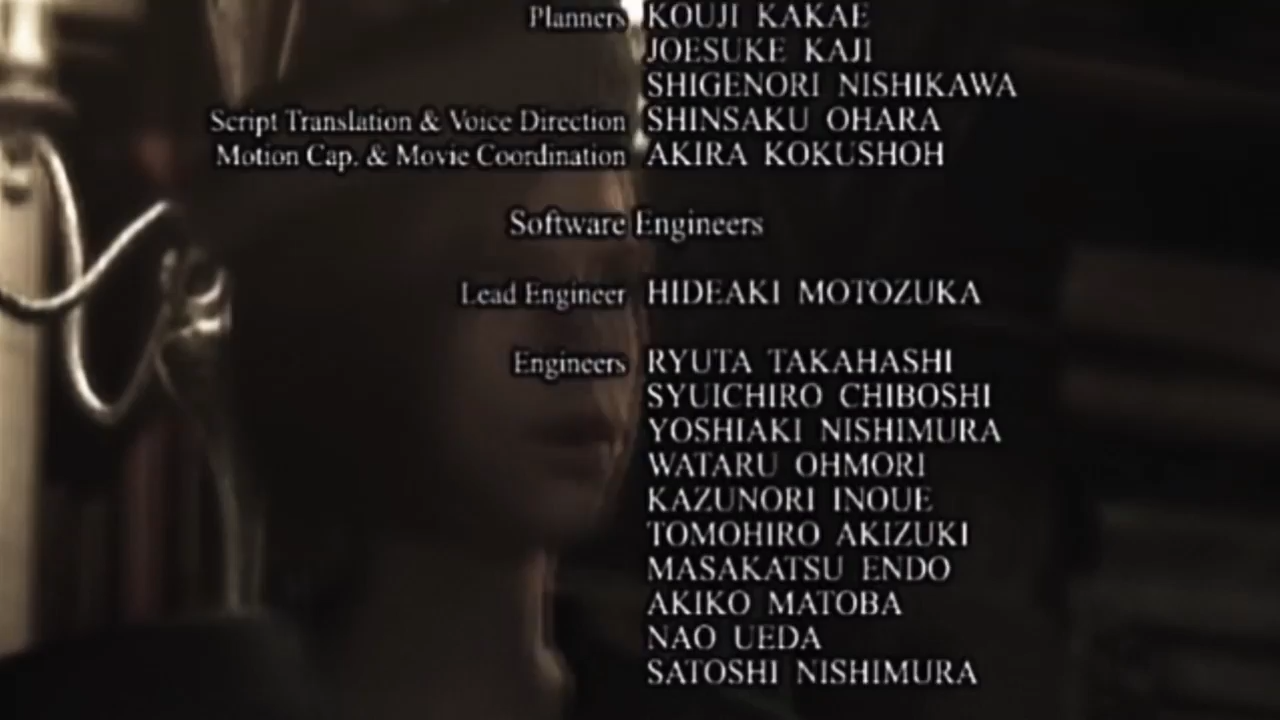 Planners KOUJI KAKAE
JOESUKE KAJI
SHIGENORI NISHIKAWA
Script Translation & Voice Direction SHINSAKU OHARA
Motion Cap. & Movie Coordination AKIRA KOKUSHOH
Software Engineers
Lead Engineer HIDEAKI MOTOZUKA
Engineers RYUTA TAKAHASHI
SYUICHIRO CHIBOSHI
YOSHIAKI NISHIMURA
WATARU OHMORI
KAZUNORI INOUE
TOMOHIRO AKIZUKI
MASAKATSU ENDO
AKIKO MATOBA
NAO UEDA
SATOSHI NISHIMURA